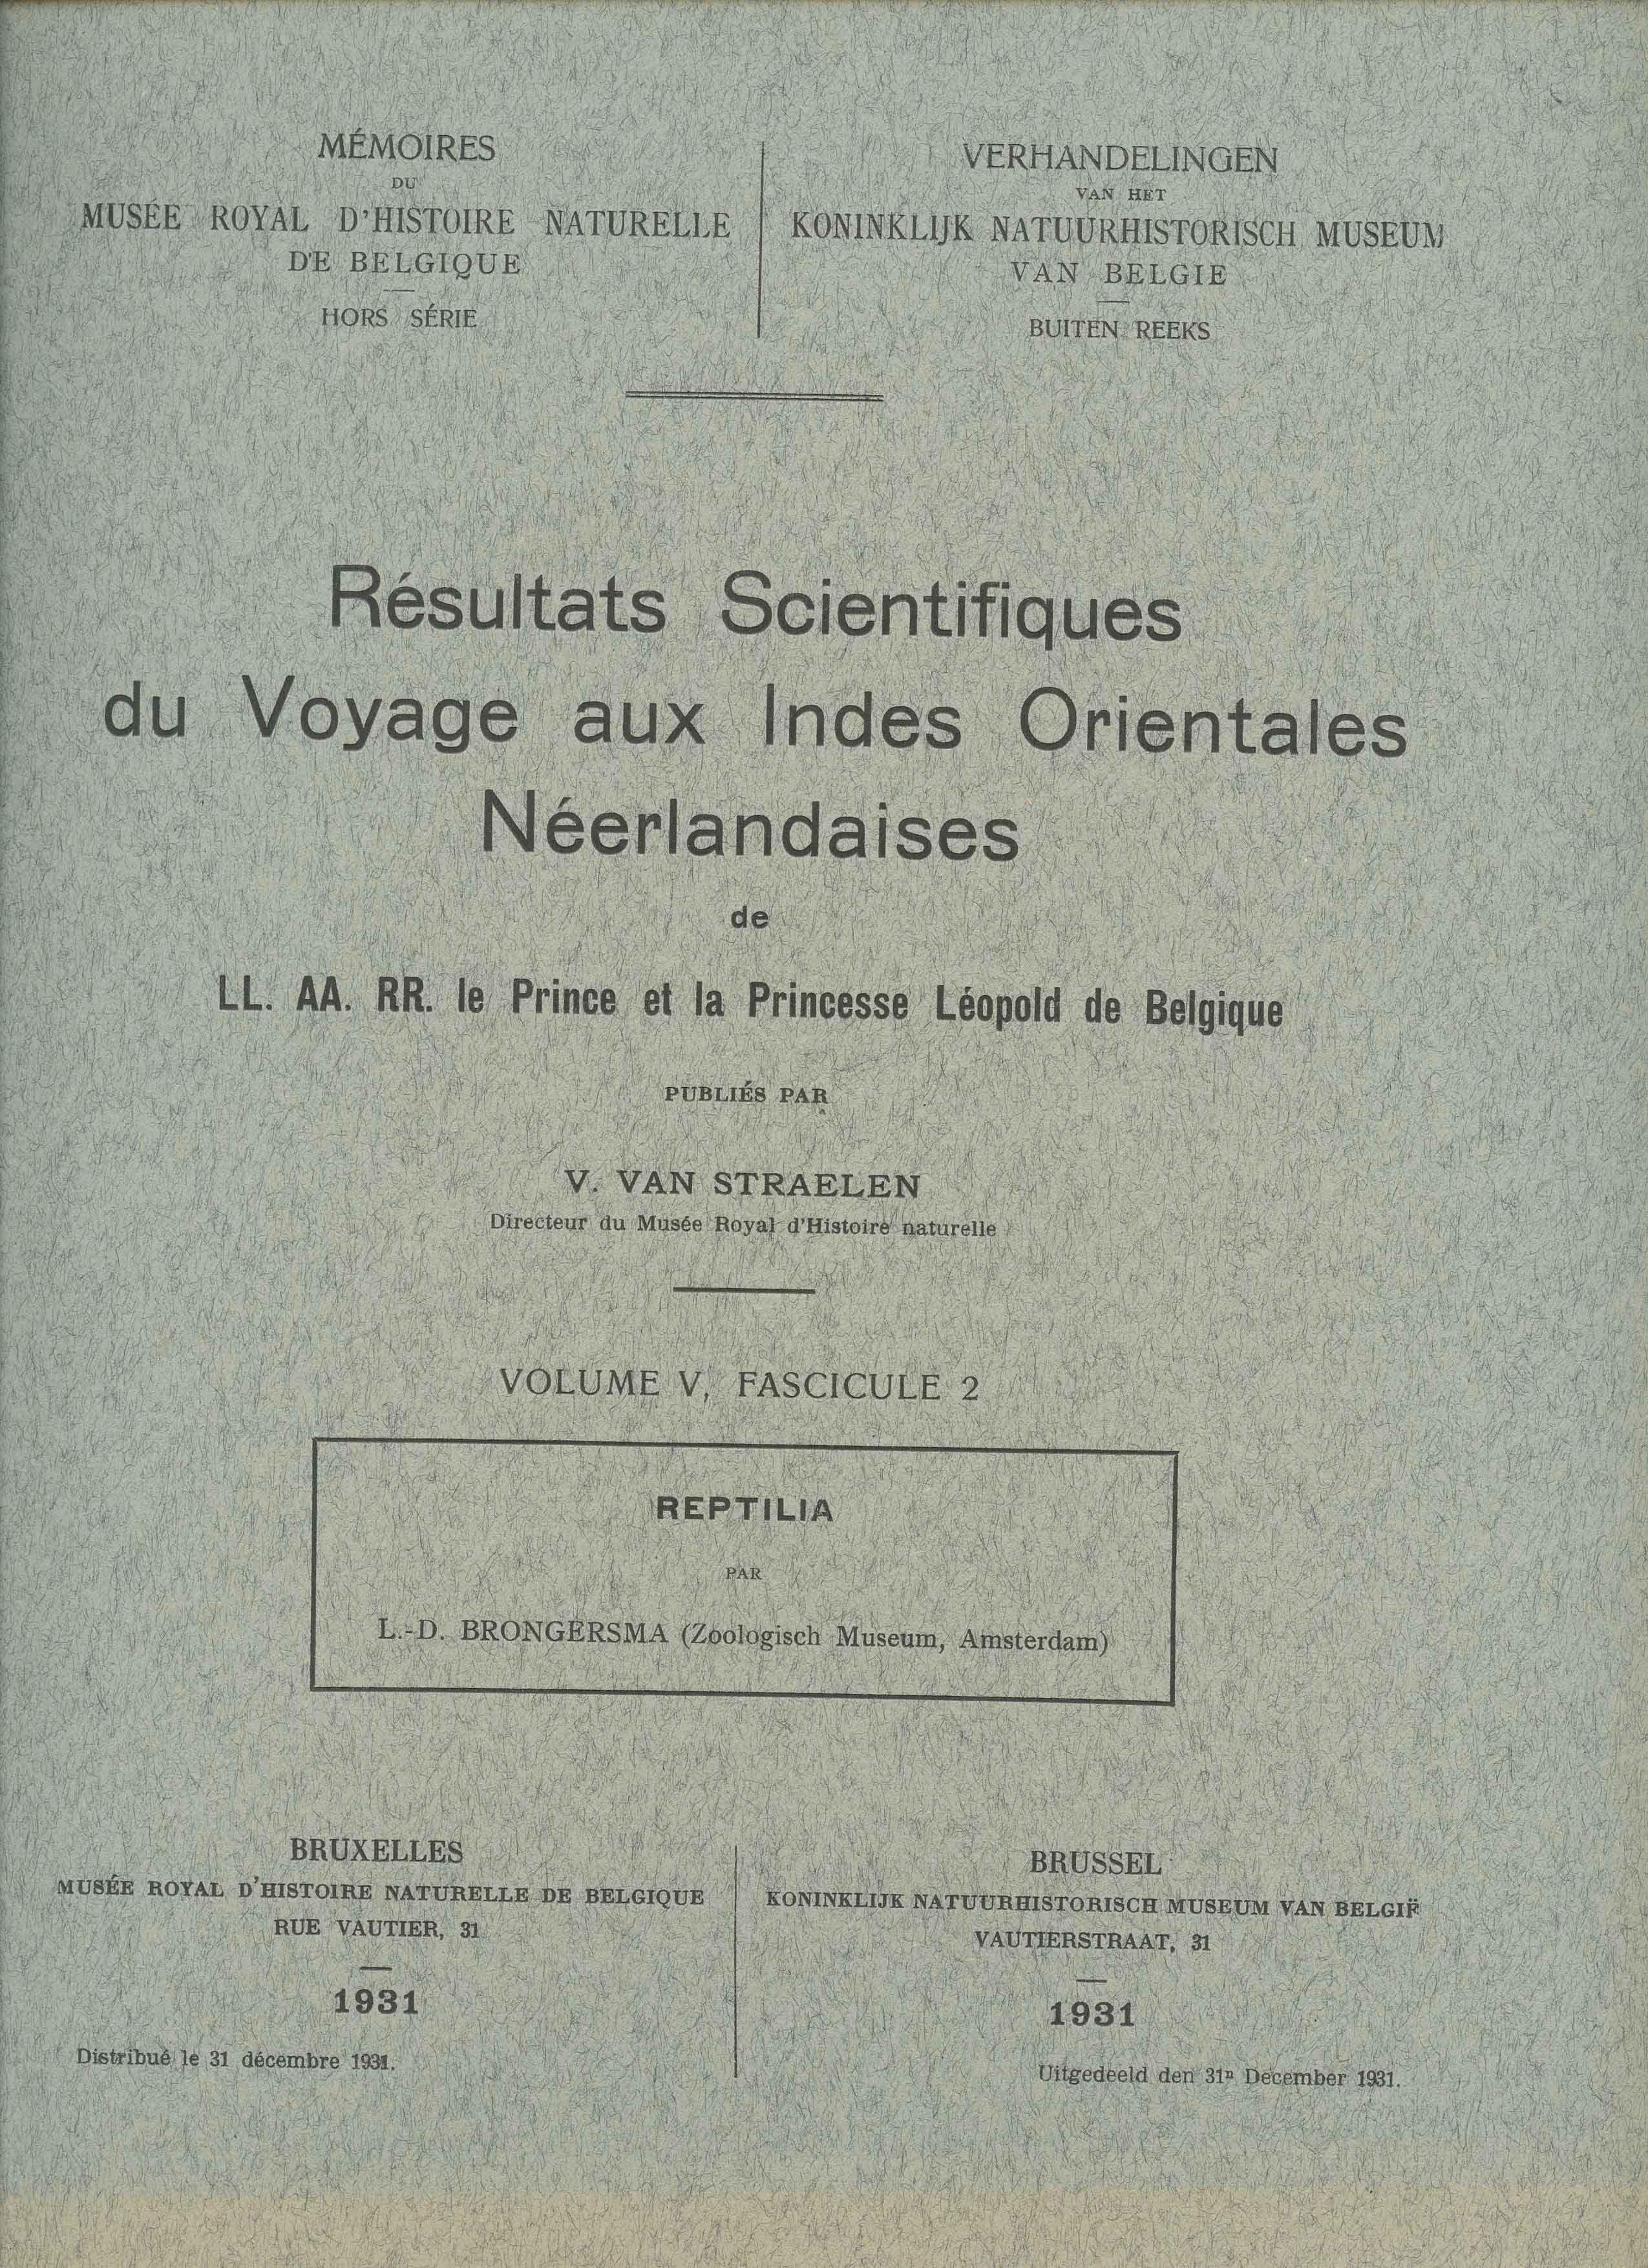 MÉMOIRES
DU
MUSÉE ROYAL D'HISTOIRE NATURELLE
DE BELGIQUE
HORS SÉRIE
VERHANDELINGEN
VAN HET
KONINKLIJK NATUURHISTORISCH MUSEUM
VAN BELGIE
BUITEN REEKS
Résultats Scientifiques
du Voyage aux Indes Orientales
Néerlandaises
de
LL. AA. RR. le Prince et la Princesse Léopold de Belgique
PUBLIÉS PAR
V. VAN STRAELEN
Directeur du Musée Royal d'Histoire naturelle
VOLUME V, FASCICULE 2
REPTILIA
PAR
L.-D. BRONGERSMA (Zoologisch Museum, Amsterdam)
BRUXELLES
MUSÉE ROYAL D'HISTOIRE NATURELLE DE BELGIQUE
RUE VAUTIER, 31
1931
Distribué le 31 décembre 1931.
BRUSSEL
KONINKLIJK NATUURHISTORISCH MUSEUM VAN BELGIË
VAUTIERSTRAAT, 31
1931
Uitgedeeld den 31n December 1931.